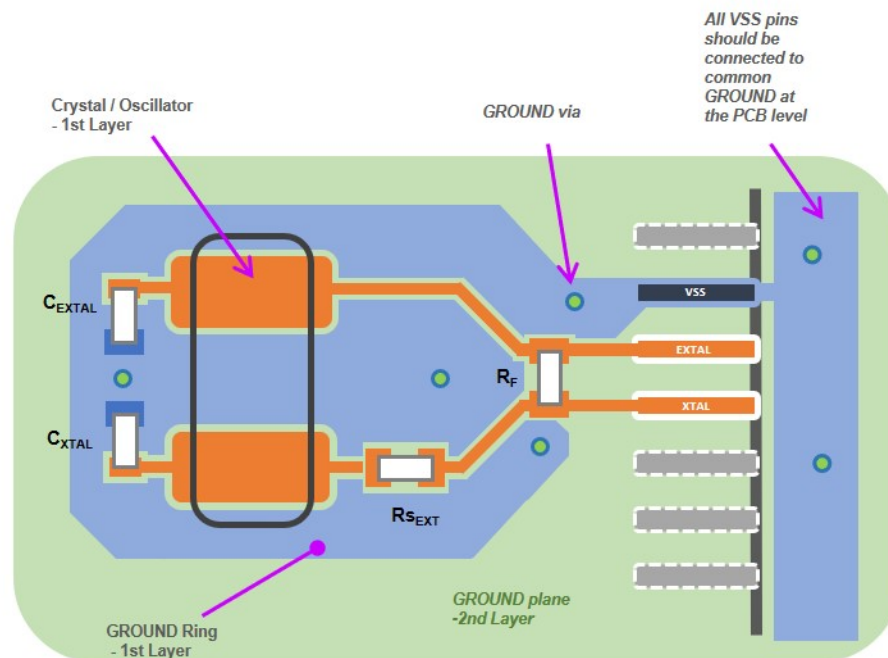 All VSS pins
should be
connected to
common
GROUND at
the PCB level
Crystal / Oscillator
- 1st Layer
GROUND via
CEXTAL
VSS
EXTAL
RF
XTAL
CXTAL
RsEXT
GROUND plane
-2nd Layer
GROUND Ring
- 1st Layer